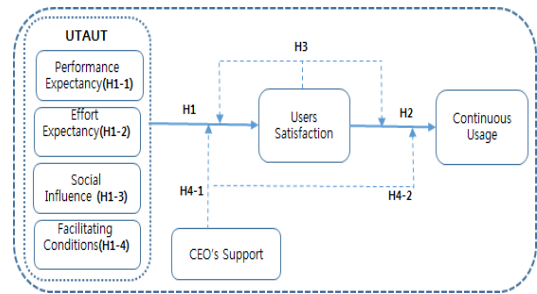 UTAUT
Performance
Expectancy(H1-1)
Effort
Expectancy(H1-2)
Social
Influence (H1-3)
Facilitating
Conditions(H1-4)
H1
H3
Users
Satisfaction
H2
Continuous
Usage
H4-1
H4-2
CEO's Support